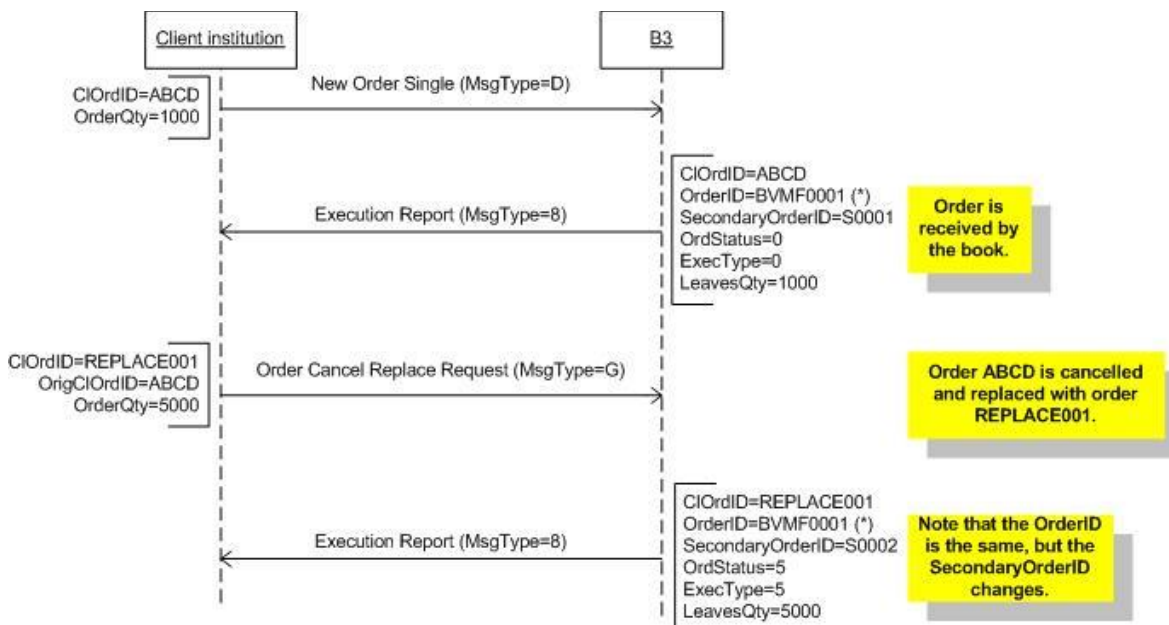 Client institution
B3
New Order Single (MsgType=D)
ClOrdID=ABCD
OrderQty=1000
ClOrdID=ABCD
OrderID=BVMF0001 (*)
SecondaryOrderID=S0001
OrdStatus=0
ExecType=0
LeavesQty=1000
Execution Report (MsgType=8)
Order is
received by
the book.
ClOrdID=REPLACE001
OrigClOrdID=ABCD
OrderQty=5000
Order Cancel Replace Request (MsgType=G)
Order ABCD is cancelled
and replaced with order
REPLACE001.
ClOrdID=REPLACE001
OrderID=BVMF0001 (*)
SecondaryOrderID=S0002
OrdStatus=5
ExecType=5
LeavesQty=5000
Execution Report (MsgType=8)
Note that the OrderID
is the same, but the
SecondaryOrderID
changes.